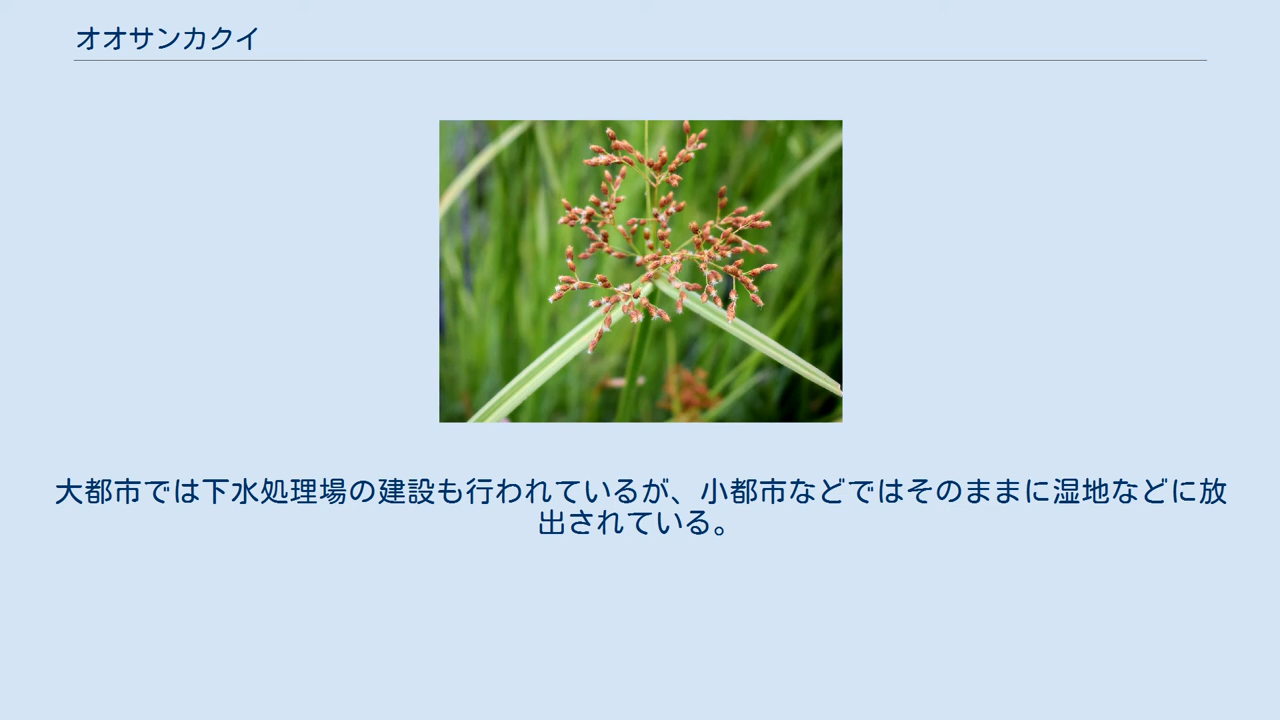 オオサンカクイ
大都市では下水処理場の建設も行われているが、小都市などではそのままに湿地などに放
出されている。